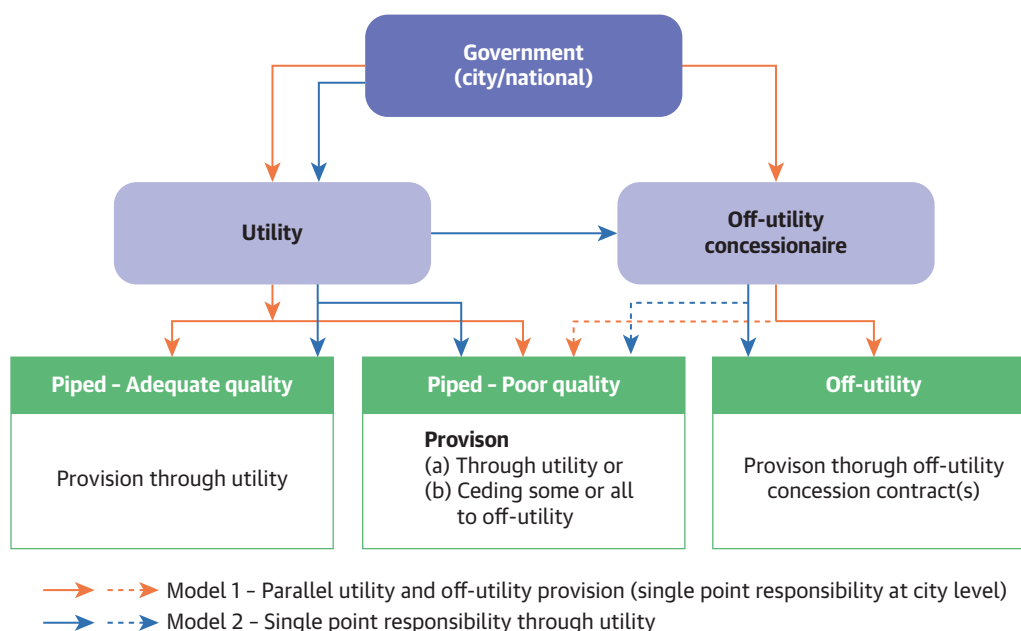 Government
(city/national)
Utility
Off-utility
concessionaire
Piped – Adequate quality
Provision through utility
Piped – Poor quality
Provison
(a) Through utility or
(b) Ceding some or all
to off-utility
Off-utility
Provison thorugh off-utility
concession contract(s)
Model 1 – Parallel utility and off-utility provision (single point responsibility at city level)
Model 2 – Single point responsibility through utility